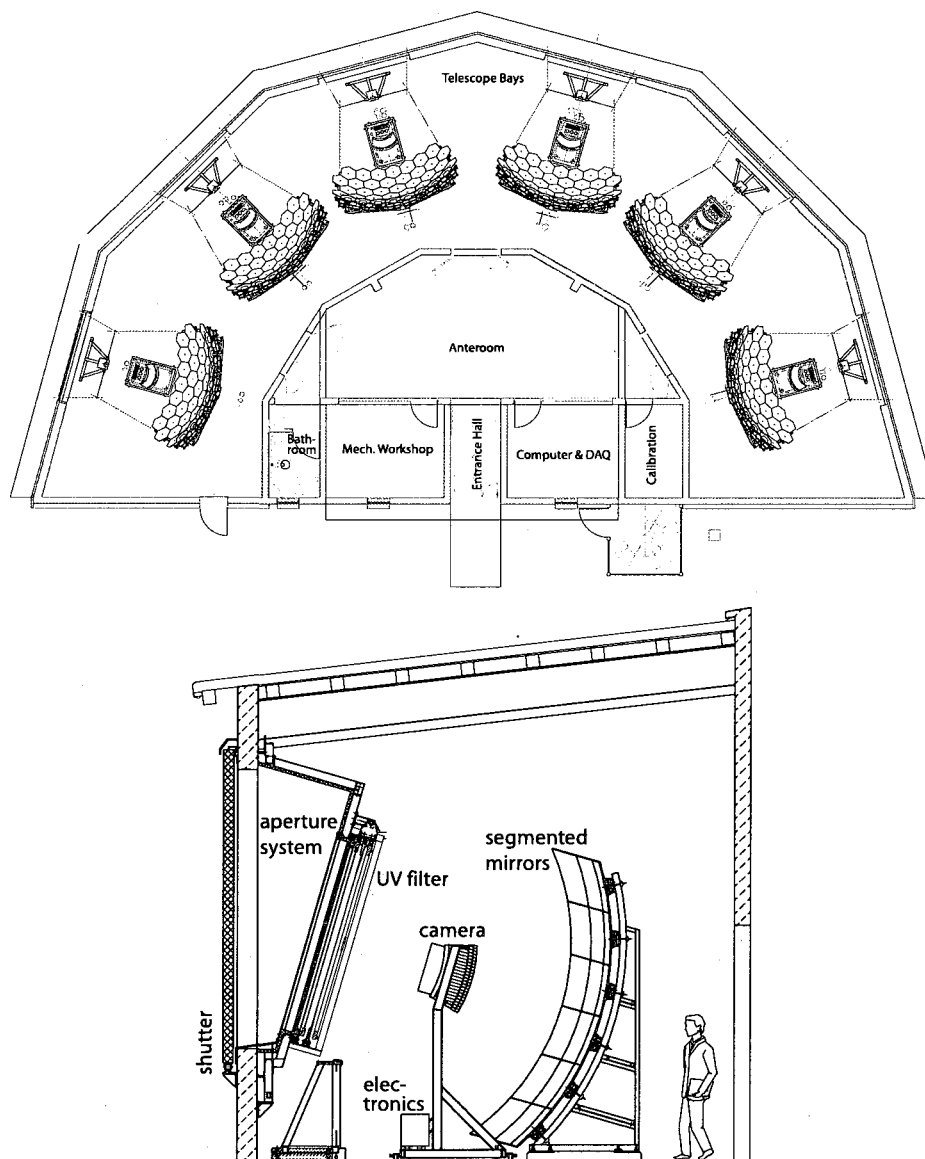 Telescope Bays
Anteroom
Bath-
room
Mech. Workshop
Entrance Hall
Computer & DAQ
Calibration
aperture
system
UV filter
segmented
mirrors
camera
shutter
elec-
tronics